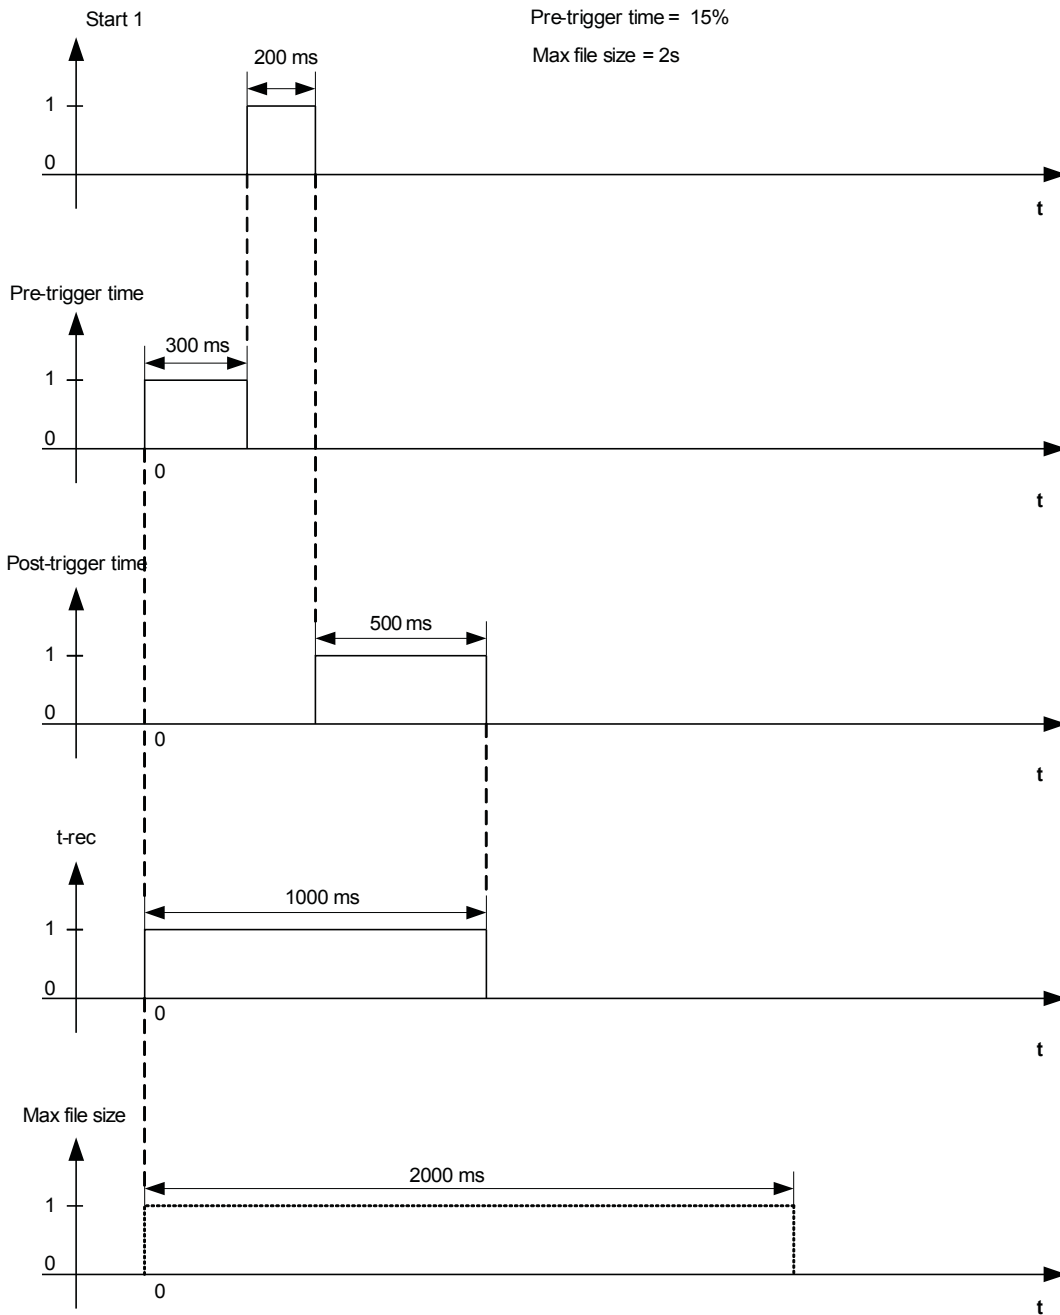 Start 1
Pre-trigger time = 15%
Max file size = 2s
200 ms
1
0
t
Pre-trigger time
300 ms
1
0
0
t
Post-trigger time
500 ms
1
0
0
t
t-rec
1000 ms
1
0
0
t
Max file size
2000 ms
1
0
0
t